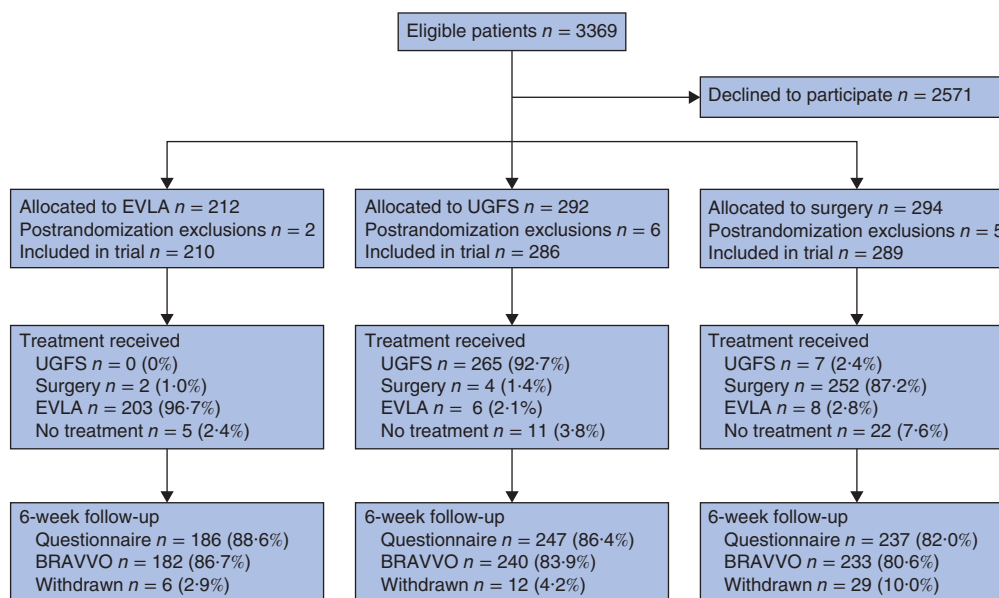 Eligible patients n = 3369
Declined to participate n = 2571
Allocated to EVLA n = 212
Postrandomization exclusions n = 2
Included in trial n = 210
Allocated to UGFS n = 292
Postrandomization exclusions n = 6
Included in trial n = 286
Allocated to surgery n = 294
Postrandomization exclusions n = 5
Included in trial n = 289
Treatment received
UGFS n = 0 (0%)
Surgery n = 2 (1·0%)
EVLA n = 203 (96·7%)
No treatment n = 5 (2·4%)
Treatment received
UGFS n = 265 (92·7%)
Surgery n = 4 (1·4%)
EVLA n = 6 (2·1%)
No treatment n = 11 (3·8%)
Treatment received
UGFS n = 7 (2·4%)
Surgery n = 252 (87·2%)
EVLA n = 8 (2·8%)
No treatment n = 22 (7·6%)
6-week follow-up
Questionnaire n = 186 (88·6%)
BRAVVO n = 182 (86·7%)
Withdrawn n = 6 (2·9%)
6-week follow-up
Questionnaire n = 247 (86·4%)
BRAVVO n = 240 (83·9%)
Withdrawn n = 12 (4·2%)
6-week follow-up
Questionnaire n = 237 (82·0%)
BRAVVO n = 233 (80·6%)
Withdrawn n = 29 (10·0%)